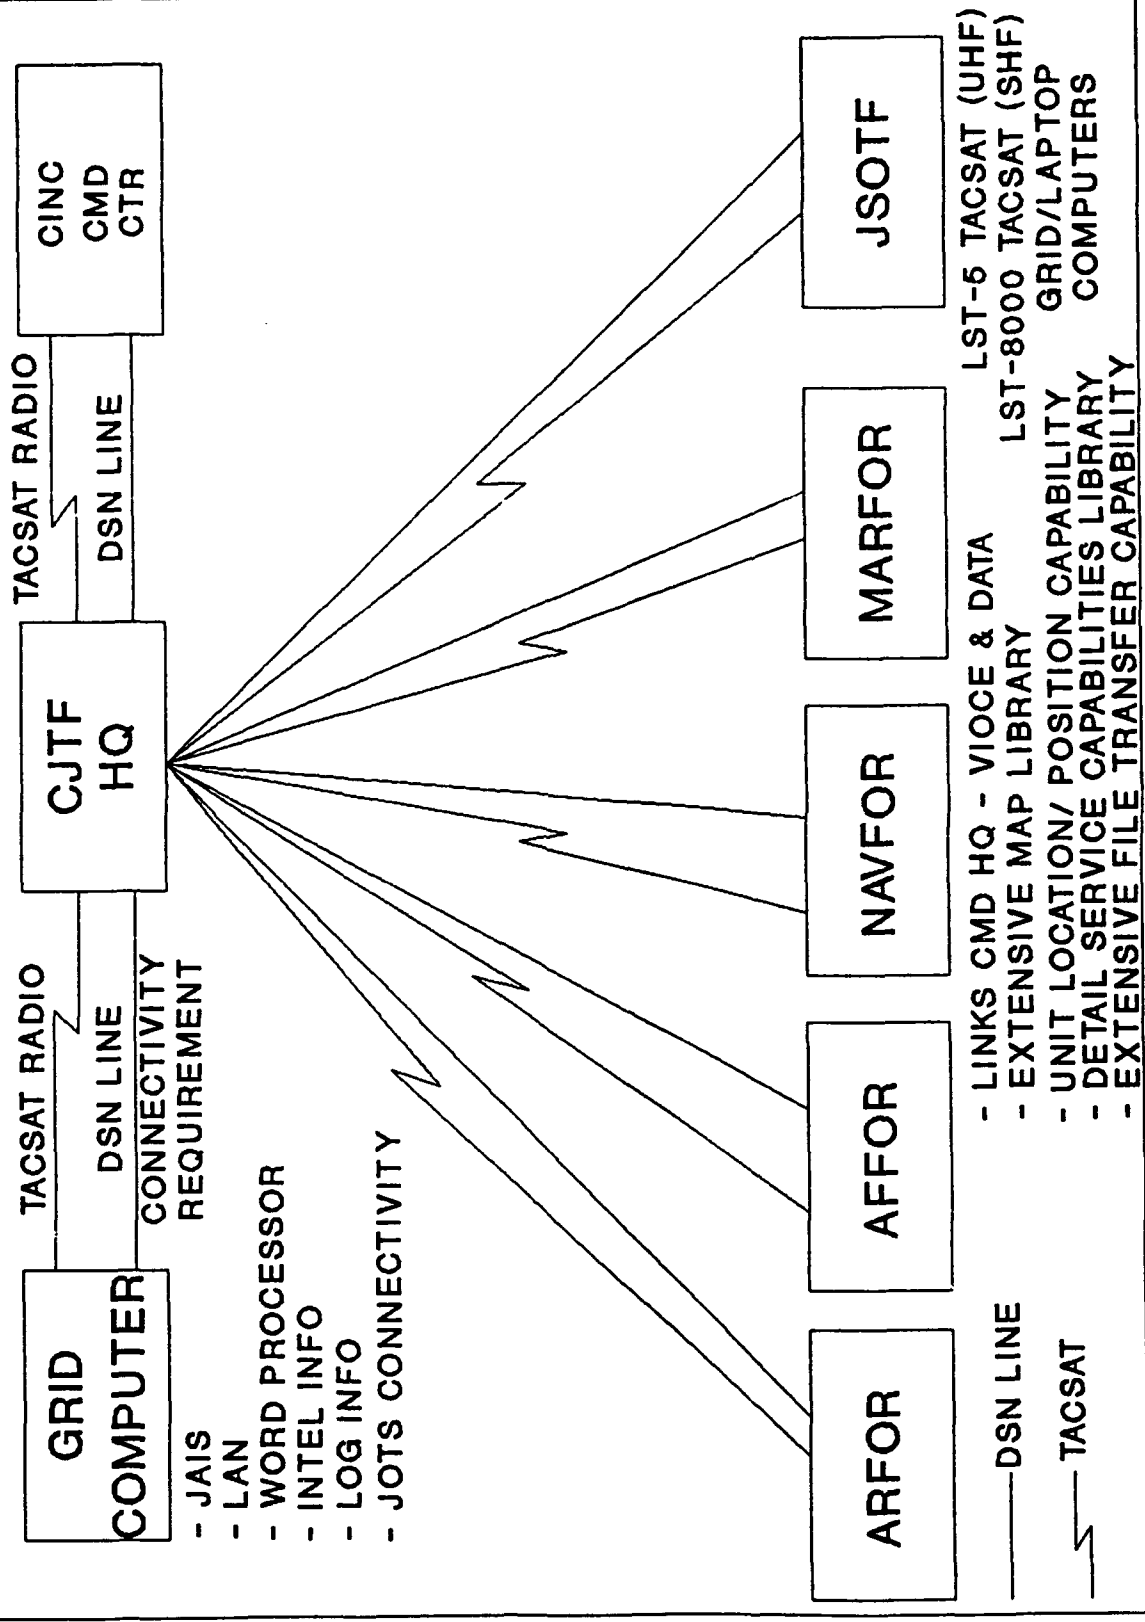 GRID
COMPUTER
TACSAT RADIO
DSN LINE
CONNECTIVITY
REQUIREMENT
CJTF
HQ
TACSAT RADIO
DSN LINE
CINC
CMD
CTR
- JAIS
- LAN
- WORD PROCESSOR
- INTEL INFO
- LOG INFO
- JOTS CONNECTIVITY
ARFOR
AFFOR
NAVFOR
MARFOR
JSOTF
DSN LINE
TACSAT
- LINKS CMD HQ - VIOCE & DATA
- EXTENSIVE MAP LIBRARY
- UNIT LOCATION/ POSITION CAPABILITY
- DETAIL SERVICE CAPABILITIES LIBRARY
- EXTENSIVE FILE TRANSFER CAPABILITY
LST-5 TACSAT (UHF)
LST-8000 TACSAT (SHF)
GRID/LAPTOP
COMPUTERS